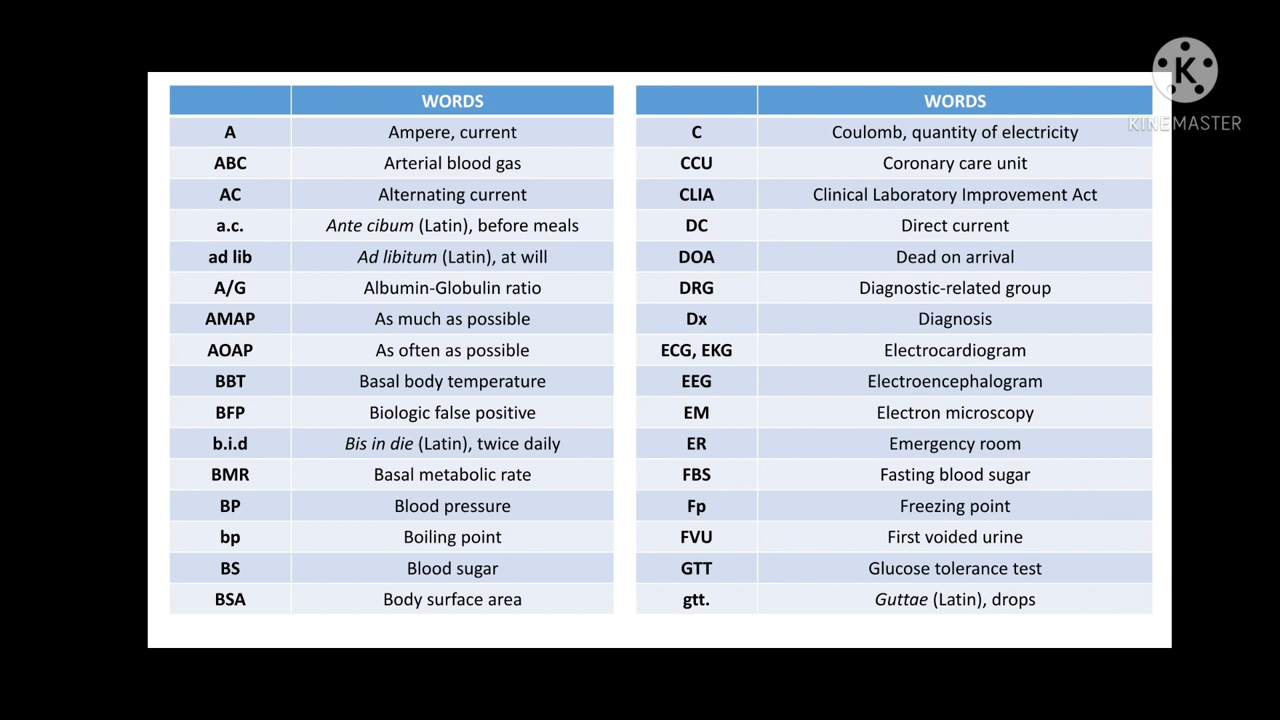 WORDS
A Ampere, current
ABC Arterial blood gas
AC Alternating current
a.c. Ante cibum (Latin), before meals
ad lib Ad libitum (Latin), at will
A/G Albumin-Globulin ratio
AMAP As much as possible
AOAP As often as possible
BBT Basal body temperature
BFP Biologic false positive
b.i.d Bis in die (Latin), twice daily
BMR Basal metabolic rate
BP Blood pressure
bp Boiling point
BS Blood sugar
BSA Body surface area
WORDS
C Coulomb, quantity of electricity
CCU Coronary care unit
CLIA Clinical Laboratory Improvement Act
DC Direct current
DOA Dead on arrival
DRG Diagnostic-related group
Dx Diagnosis
ECG, EKG Electrocardiogram
EEG Electroencephalogram
EM Electron microscopy
ER Emergency room
FBS Fasting blood sugar
Fp Freezing point
FVU First voided urine
GTT Glucose tolerance test
gtt. Guttae (Latin), drops
K
KINEMASTER